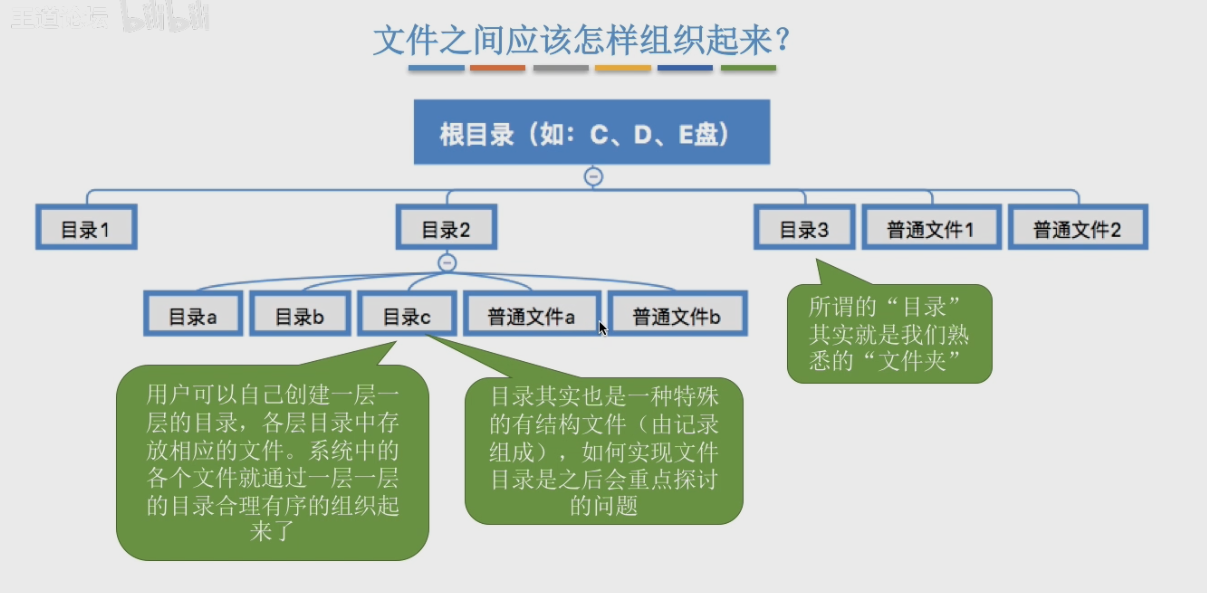 王道论坛 bilibili
文件之间应该怎样组织起来？
根目录（如：C、D、E盘）
目录1
目录2
目录3
普通文件1
普通文件2
目录a
目录b
目录c
普通文件a
普通文件b
所谓的“目录”
其实就是我们熟
悉的“文件夹”
用户可以自己创建一层一
层的目录，各层目录中存
放相应的文件。系统中的
各个文件就通过一层一层
的目录合理有序的组织起
来了
目录其实也是一种特殊
的有结构文件（由记录
组成），如何实现文件
目录是之后会重点探讨
的问题